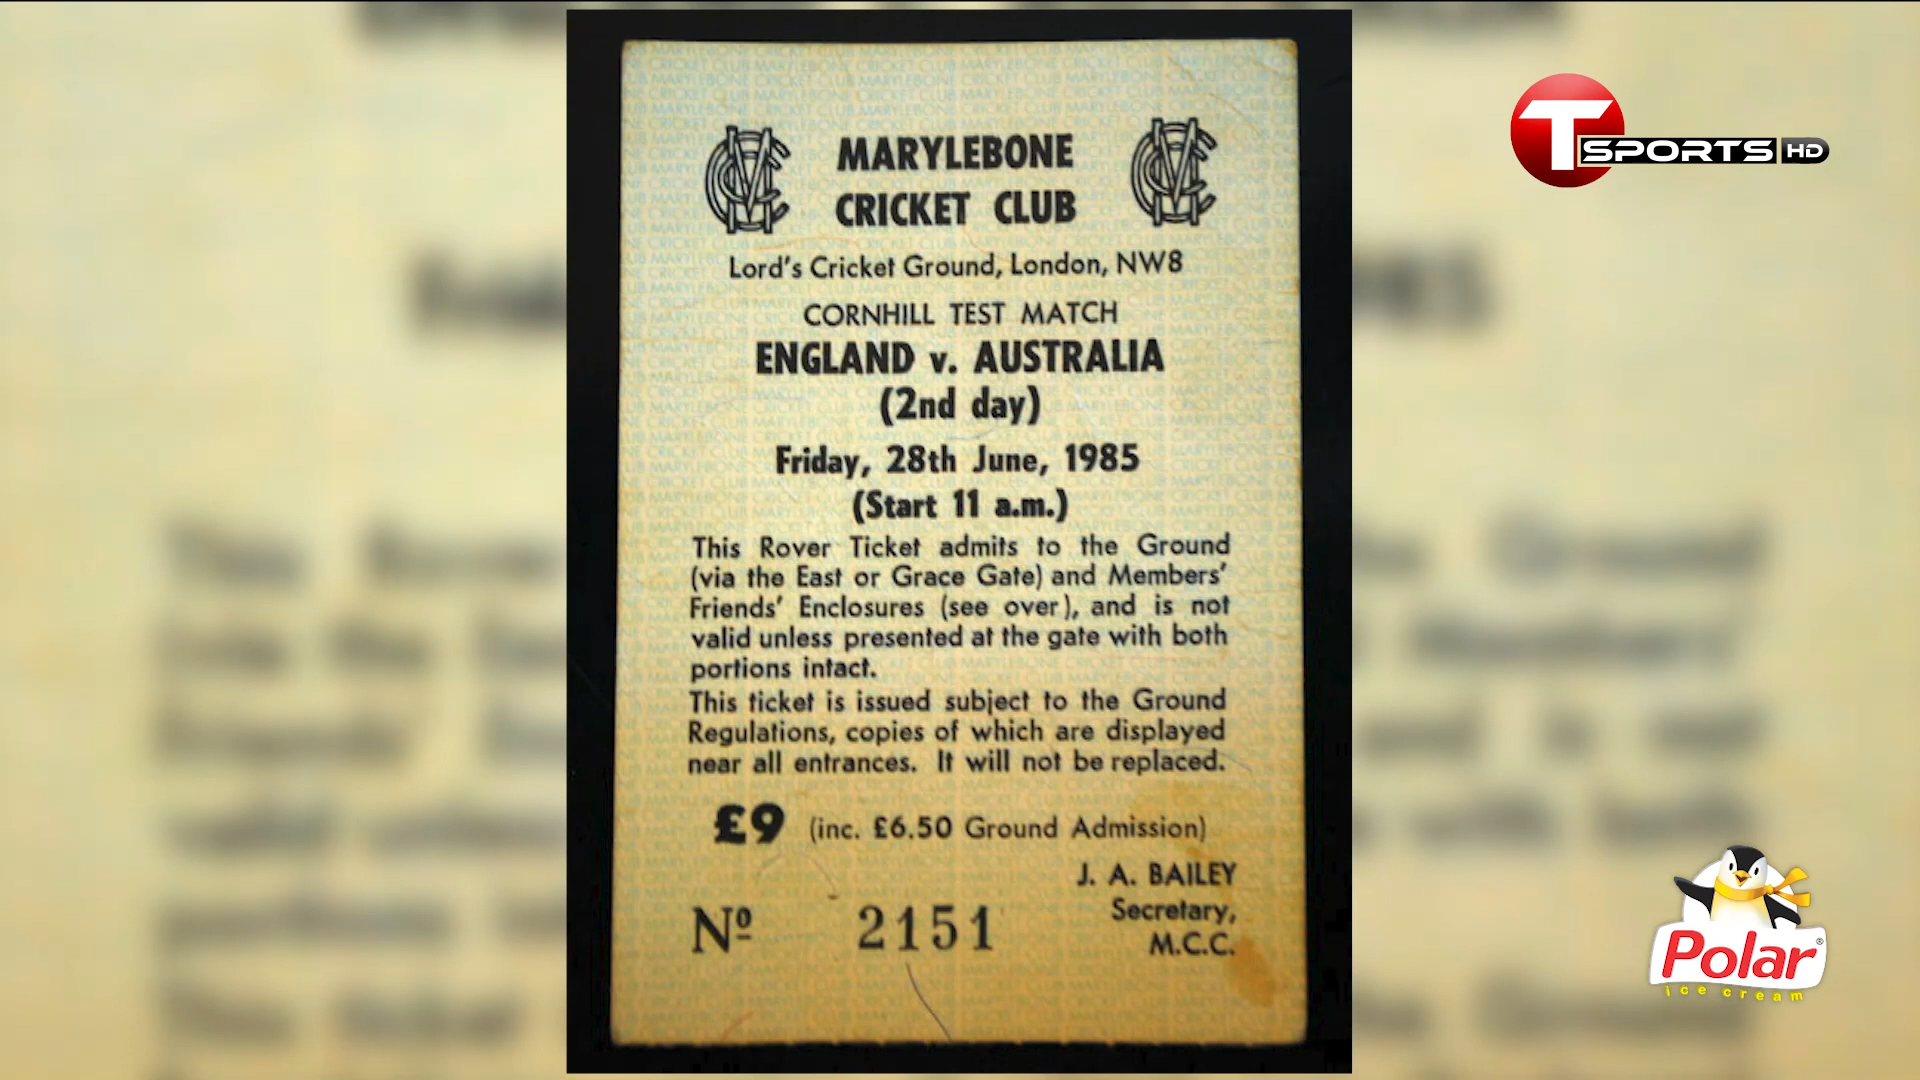 MARYLEBONE
CRICKET CLUB
Lord's Cricket Ground, London, NW8
CORNHILL TEST MATCH
ENGLAND v. AUSTRALIA
(2nd day)
Friday, 28th June, 1985
(Start 11 a.m.)
This Rover Ticket admits to the Ground
(via the East or Grace Gate) and Members'
Friends' Enclosures (see over), and is not
valid unless presented at the gate with both
portions intact.
This ticket is issued subject to the Ground
Regulations, copies of which are displayed
near all entrances. It will not be replaced.
£9 (inc. £6.50 Ground Admission)
J. A. BAILEY
Secretary,
M.C.C.
Nº 2151
T SPORTS HD
Polar®
ice cream